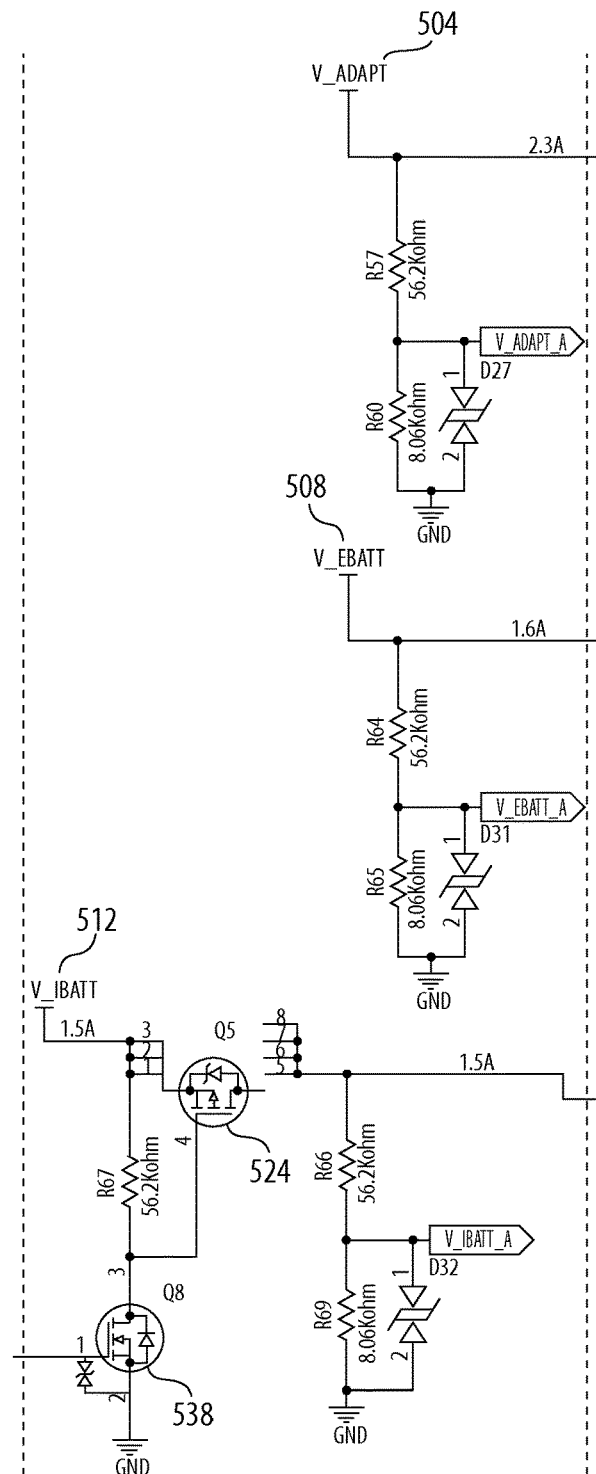 504
V_ADAPT
2.3A
R57
56.2Kohm
V_ADAPT_A
1
D27
R60
8.06Kohm
2
GND
508
V_EBATT
1.6A
R64
56.2Kohm
V_EBATT_A
1
D31
R65
8.06Kohm
2
GND
512
V_IBATT
1.5A
3
2
1
Q5
8
7
6
5
1.5A
4
524
R67
56.2Kohm
R66
56.2Kohm
V_IBATT_A
1
D32
3
Q8
R69
8.06Kohm
1
2
2
538
GND
GND